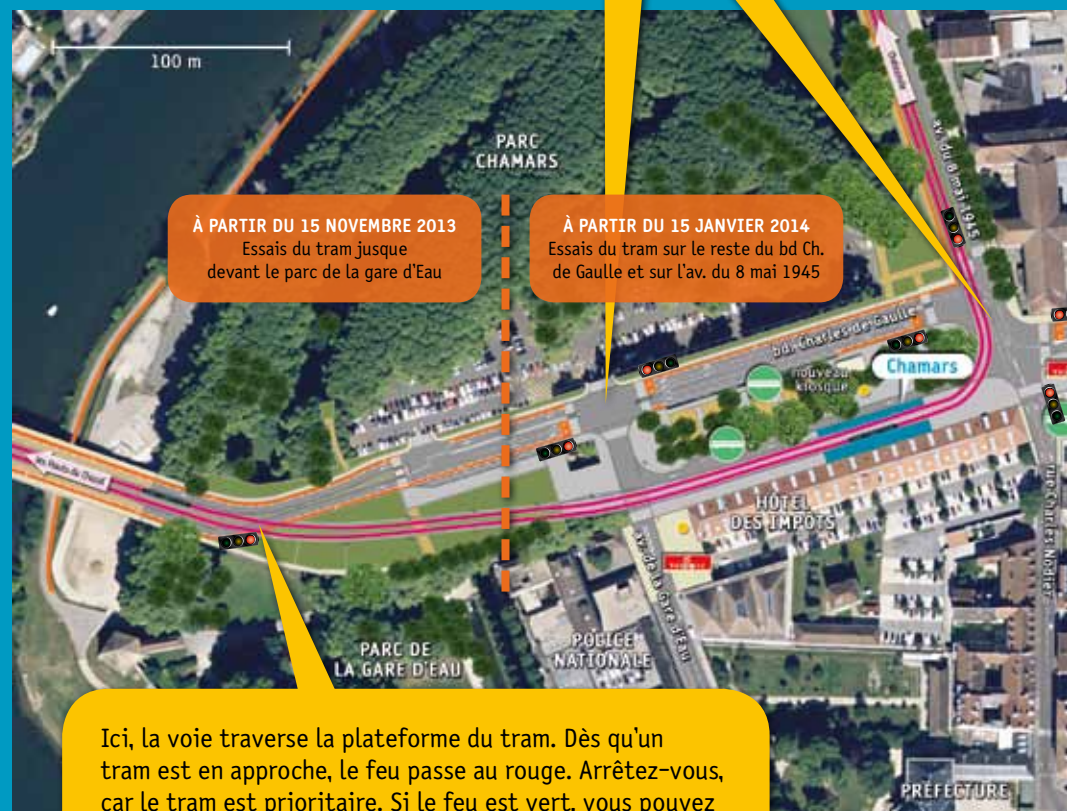 100 m
PARC
CHAMARS
À PARTIR DU 15 NOVEMBRE 2013
Essais du tram jusque
devant le parc de la gare d'Eau
À PARTIR DU 15 JANVIER 2014
Essais du tram sur le reste du bd Ch.
de Gaulle et sur l'av. du 8 mai 1945
Chalezeule
av. du 8 mai 1945
bd. Charles de Gaulle
nouveau
kiosque
Chamars
Les Hauts du Chazal
HÔTEL
DES IMPÔTS
rue Charles Nodier
av. de la Gare d'Eau
PARC DE
LA GARE D'EAU
POLICE
NATIONALE
PRÉFECTURE
Ici, la voie traverse la plateforme du tram. Dès qu'un
tram est en approche, le feu passe au rouge. Arrêtez-vous,
car le tram est prioritaire. Si le feu est vert, vous pouvez